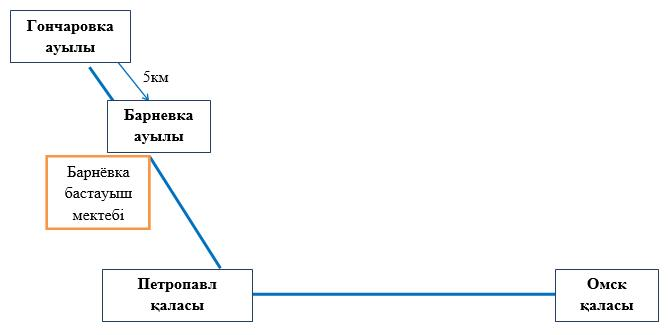 Гончаровка
ауылы
5км
Барневка
ауылы
Барнёвка
бастауыш
мектебі
Петропавл
қаласы
Омск
қаласы